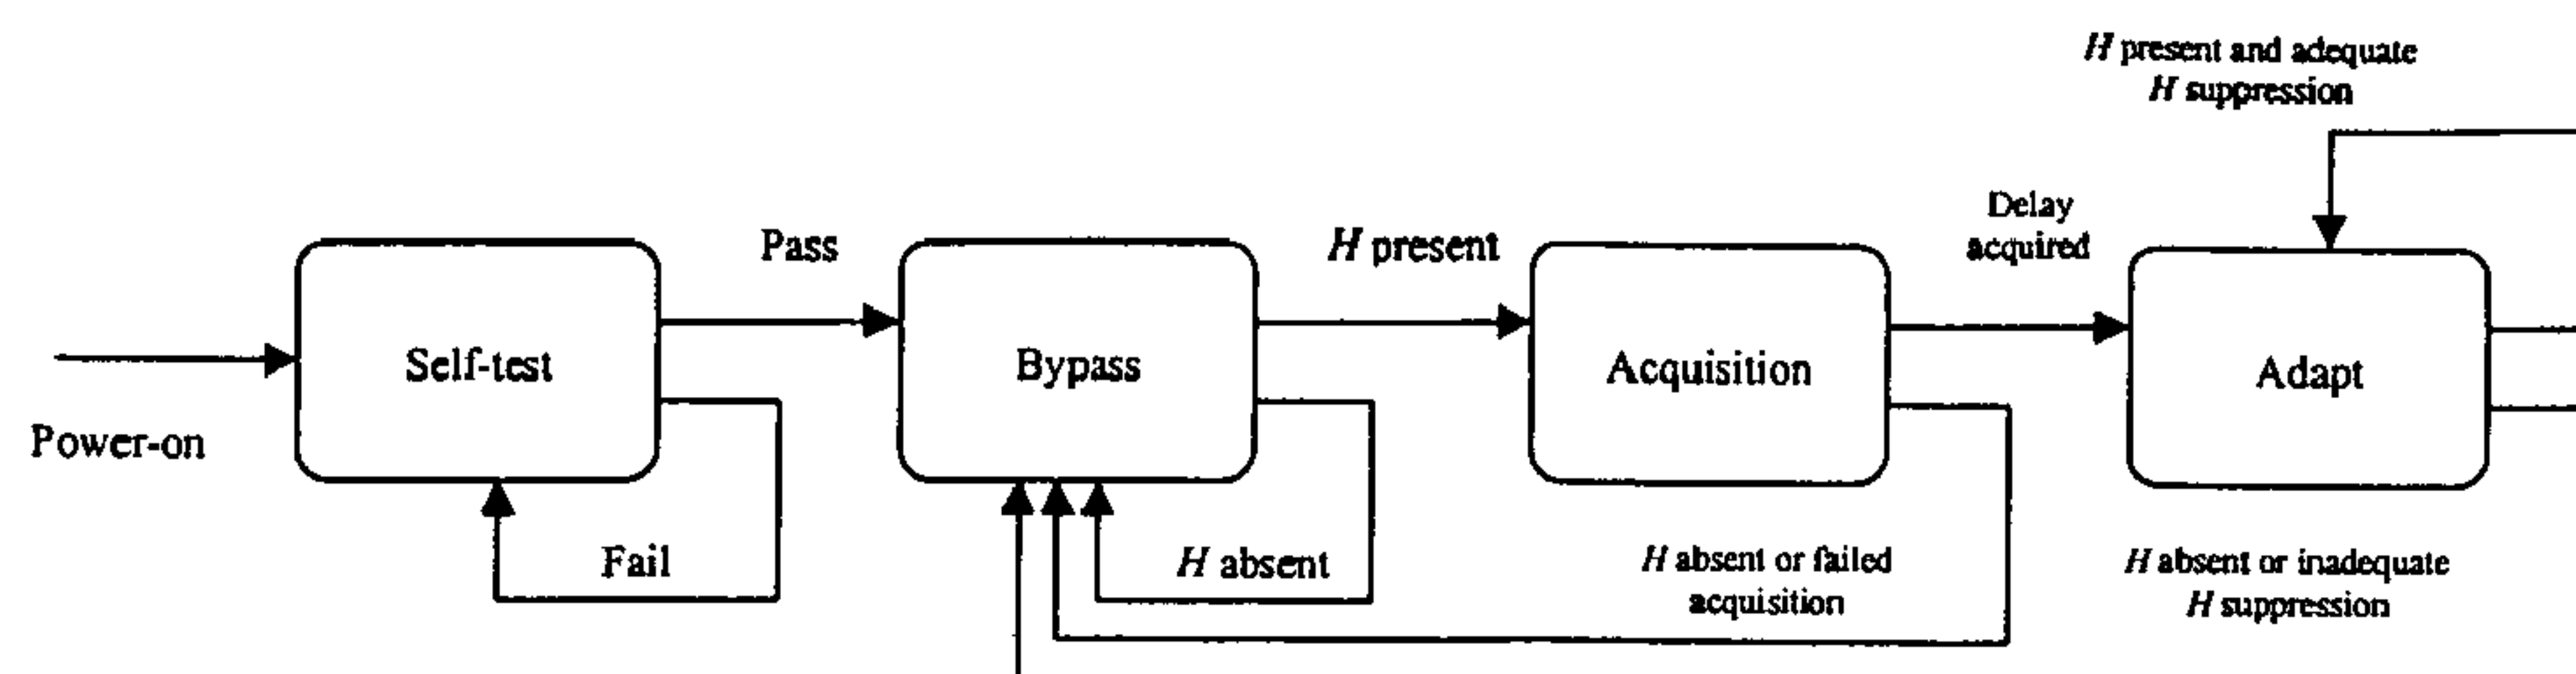 H present and adequate
H suppression
Delay
acquired
Pass
H present
Self-test
Bypass
Acquisition
Adapt
Power-on
Fail
H absent
H absent or failed
acquisition
H absent or inadequate
H suppression